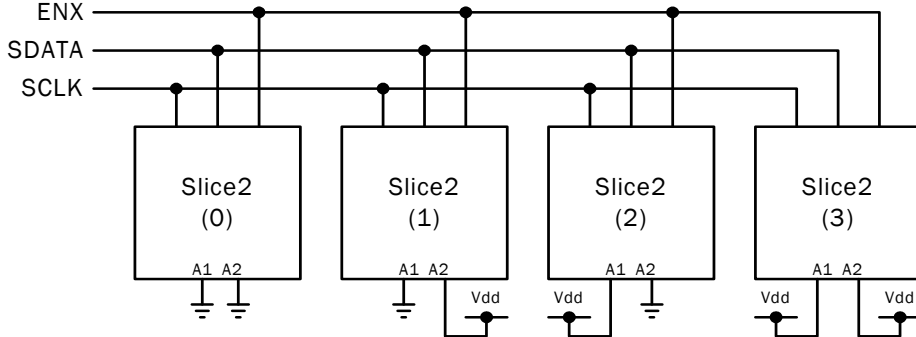 ENX
SDATA
SCLK
Slice2 Slice2 Slice2 Slice2
(0) (1) (2) (3)
A1 A2 A1 A2 A1 A2 A1 A2
Vdd Vdd Vdd Vdd